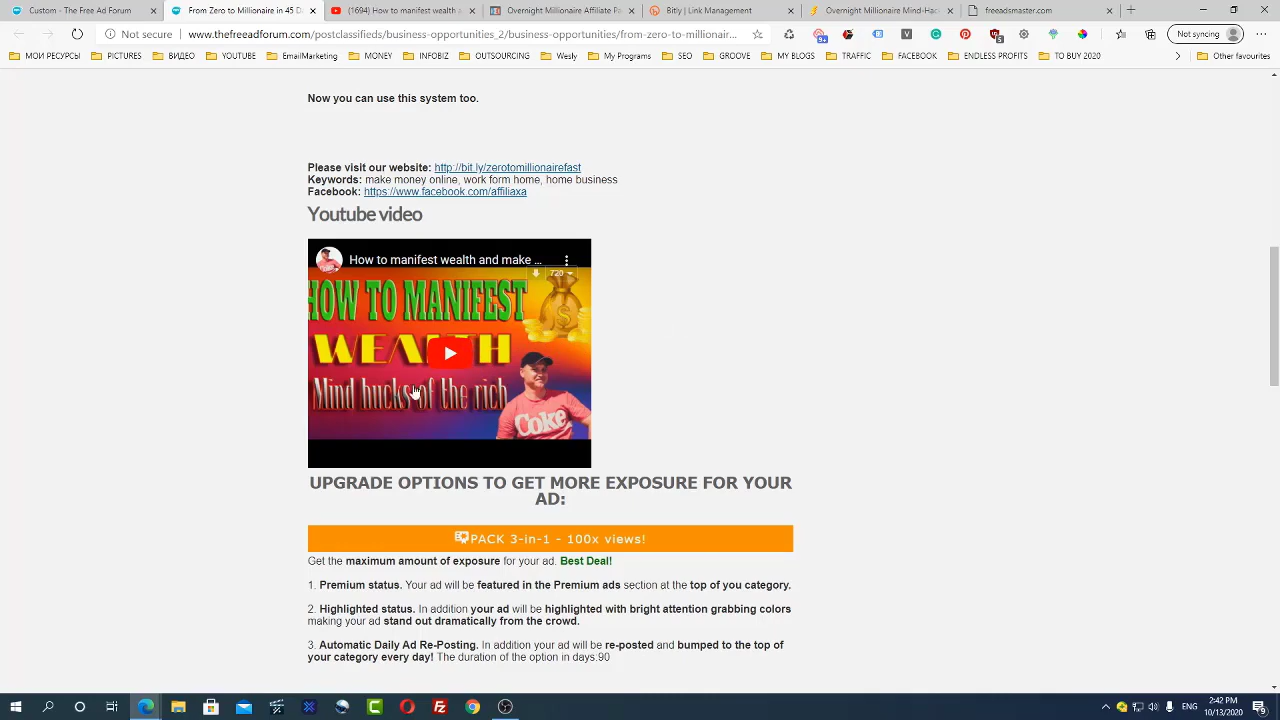 Contents - The Free Ad Forum
From Zero to Millionaire in 45 Da
(1694) How to manifest wealth a
Overnight Millionaire Affiliate Pa
Bitly | Link Management
Overnight Millionaire Mind-Hac
freeadsmaster.com
Not secure
www.thefreeadforum.com/postclassifieds/business-opportunities_2/business-opportunities/from-zero-to-millionair...
Not syncing
МОИ РЕСУРСЫ
PICTURES
ВИДЕО
YOUTUBE
EmailMarketing
MONEY
INFOBIZ
OUTSOURCING
Wesly
My Programs
SEO
GROOVE
MY BLOGS
TRAFFIC
FACEBOOK
ENDLESS PROFITS
TO BUY 2020
Other favourites
Now you can use this system too.
Please visit our website: http://bit.ly/zerotomillionairefast
Keywords: make money online, work form home, home business
Facebook: https://www.facebook.com/affiliaxa
Youtube video
How to manifest wealth and make ...
720
HOW TO MANIFEST
WEALTH
Mind hucks of the rich
Coke
UPGRADE OPTIONS TO GET MORE EXPOSURE FOR YOUR
AD:
PACK 3-in-1 - 100x views!
Get the maximum amount of exposure for your ad. Best Deal!
1. Premium status. Your ad will be featured in the Premium ads section at the top of you category.
2. Highlighted status. In addition your ad will be highlighted with bright attention grabbing colors
making your ad stand out dramatically from the crowd.
3. Automatic Daily Ad Re-Posting. In addition your ad will be re-posted and bumped to the top of
your category every day! The duration of the option in days:90
2:42 PM
10/13/2020